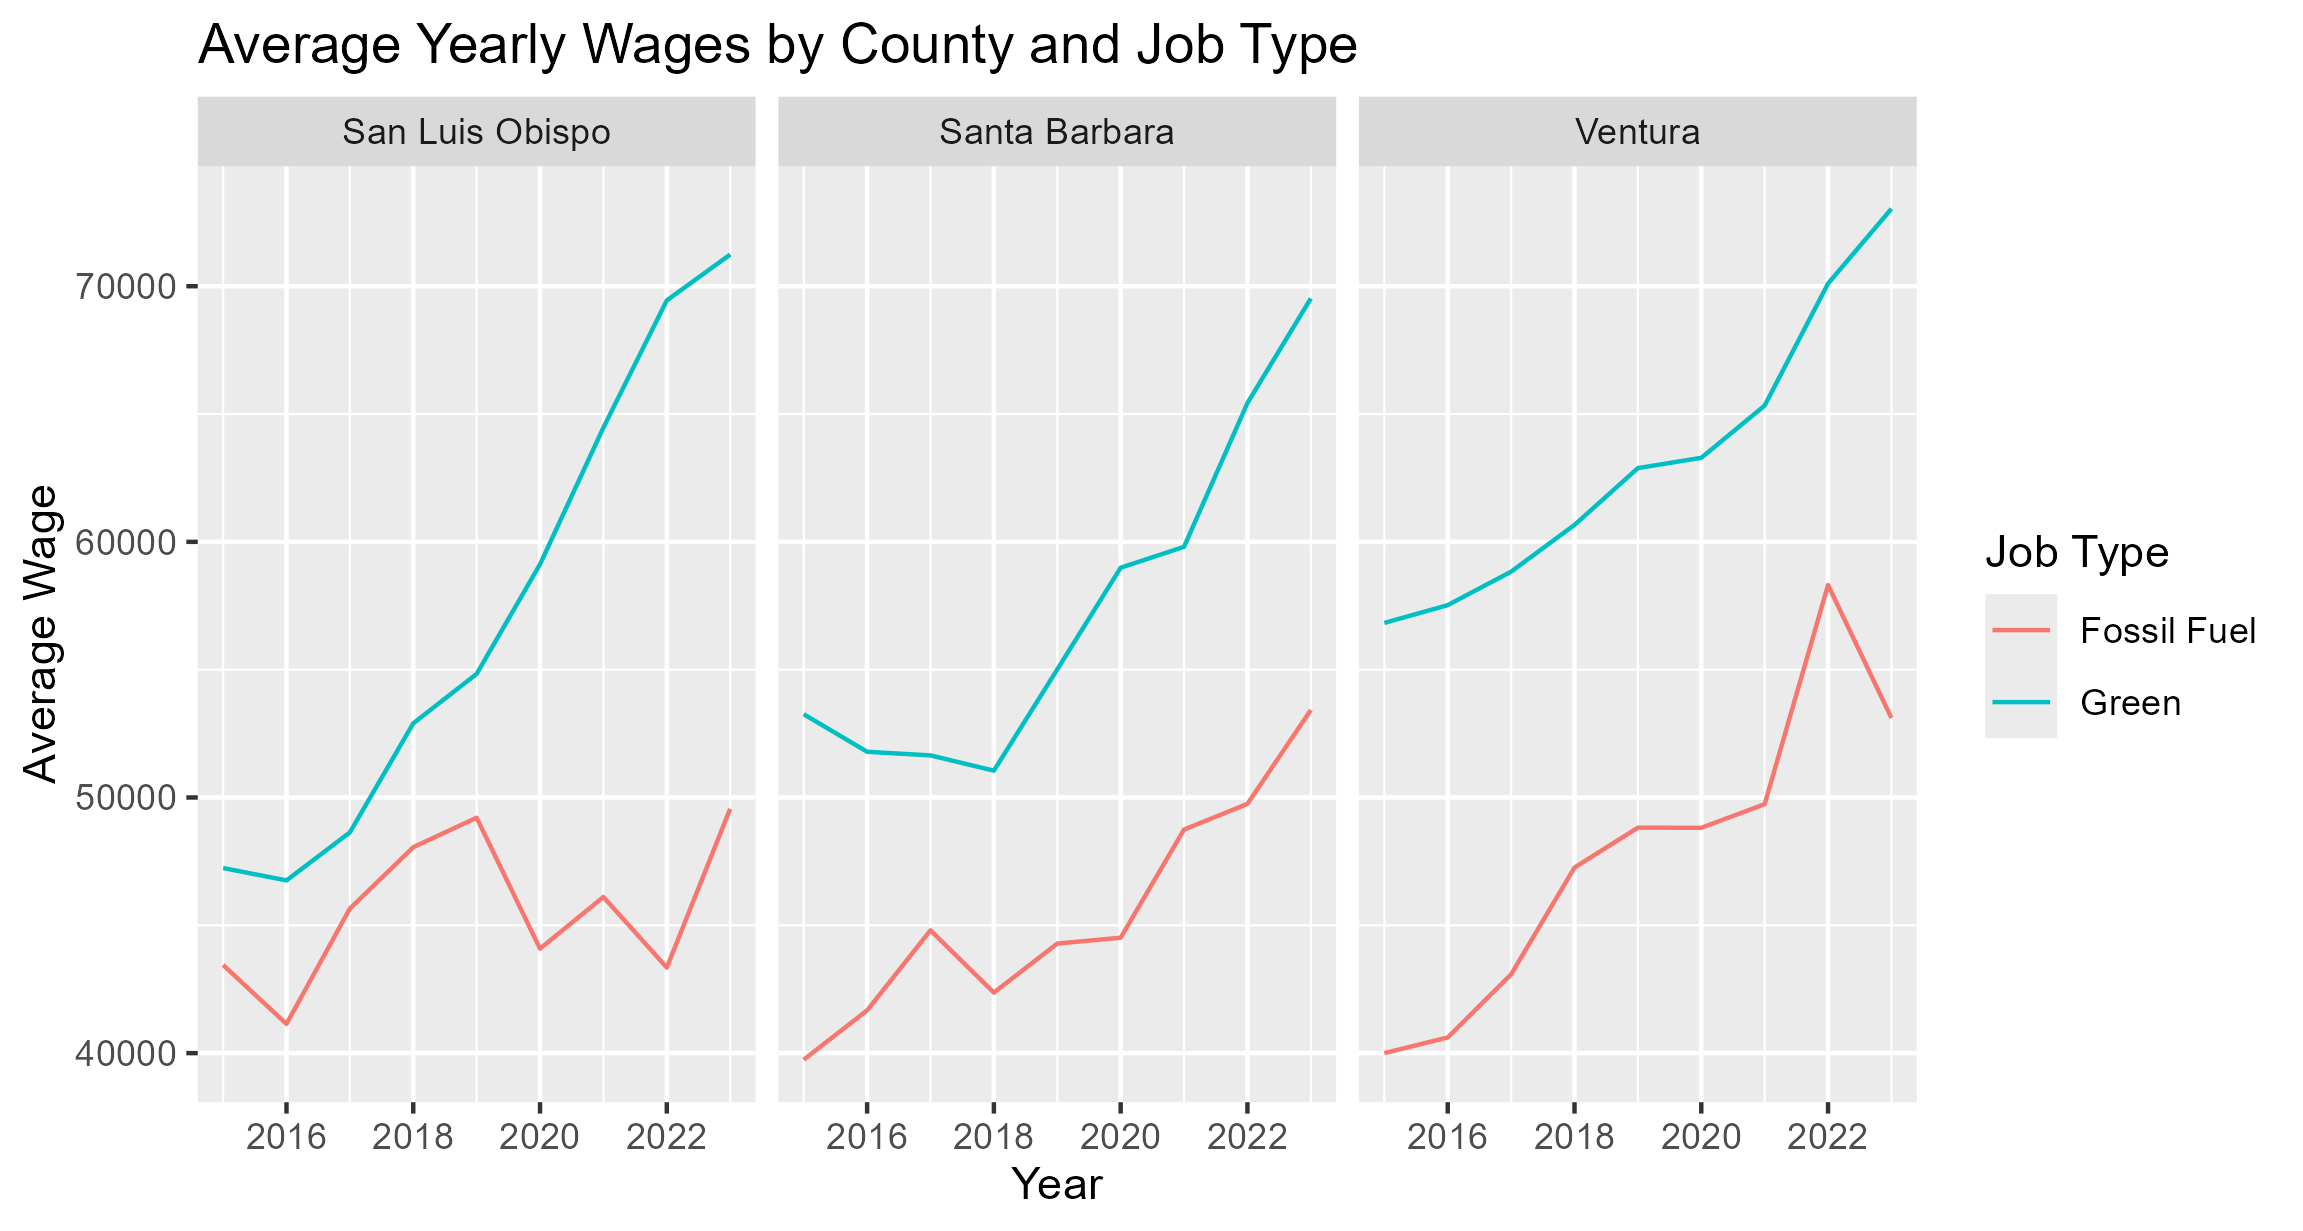 Average Yearly Wages by County and Job Type
San Luis Obispo
Santa Barbara
Ventura
70000
60000
50000
40000
Average Wage
2016 2018 2020 2022
2016 2018 2020 2022
2016 2018 2020 2022
Year
Job Type
Fossil Fuel
Green